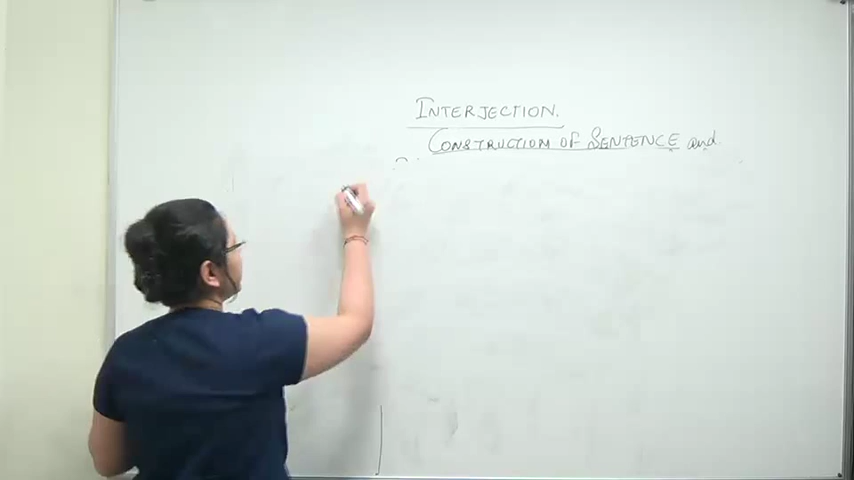 INTERJECTION.
CONSTRUCTION OF SENTENCE and